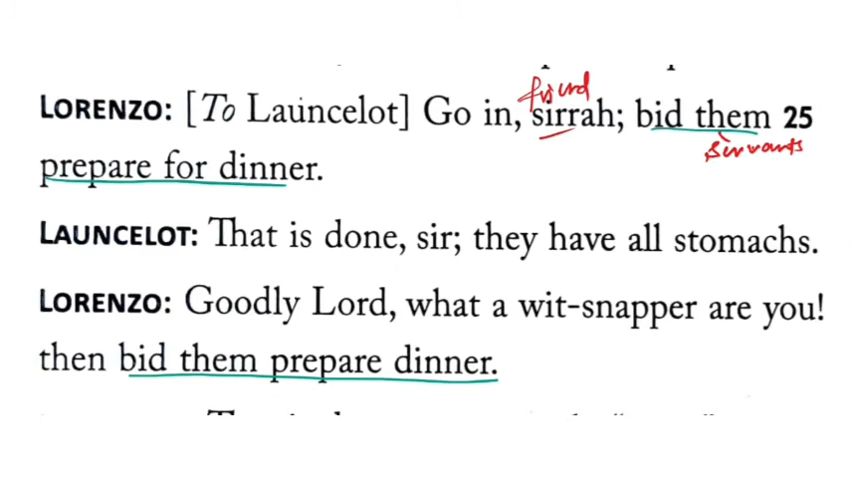 friend
LORENZO: [To Launcelot] Go in, sirrah; bid them 25
servants
prepare for dinner.
LAUNCELOT: That is done, sir; they have all stomachs.
LORENZO: Goodly Lord, what a wit-snapper are you!
then bid them prepare dinner.